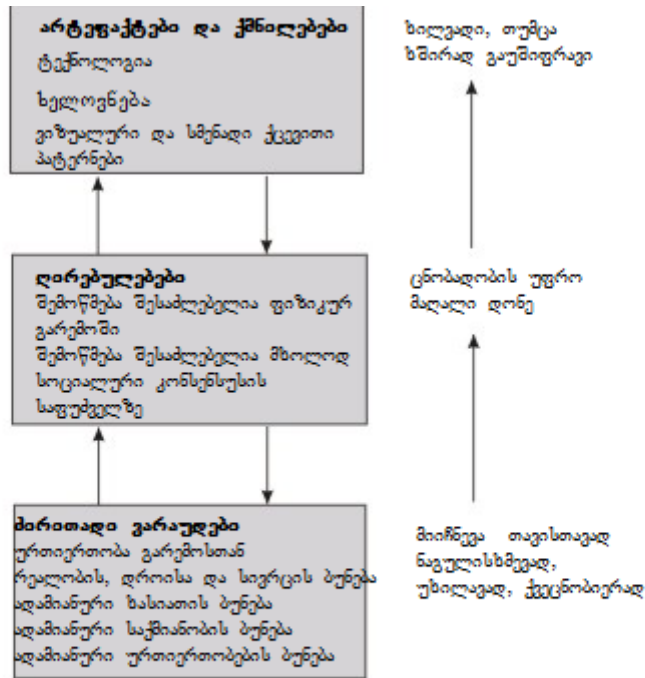 არტეფაქტები და ქმნილებები
ტექნოლოგია
ხელოვნება
ვიზუალური და სმენადი ქცევითი
პატერნები
ხილვადი, თუმცა
ხშირად გაუშიფრავი
ღირებულებები
შემოწმება შესაძლებელია ფიზიკურ
გარემოში
შემოწმება შესაძლებელია მხოლოდ
სოციალური კონსენსუსის
საფუძველზე
ცნობადობის უფრო
მაღალი დონე
ძირითადი ვარაუდები
ურთიერთობა გარემოსთან
რეალობის, დროისა და სივრცის ბუნება
ადამიანური ხასიათის ბუნება
ადამიანური საქმიანობის ბუნება
ადამიანური ურთიერთობების ბუნება
მიიჩნევა თავისთავად
ნაგულისხმევად,
უხილავად, ქვეცნობიერად